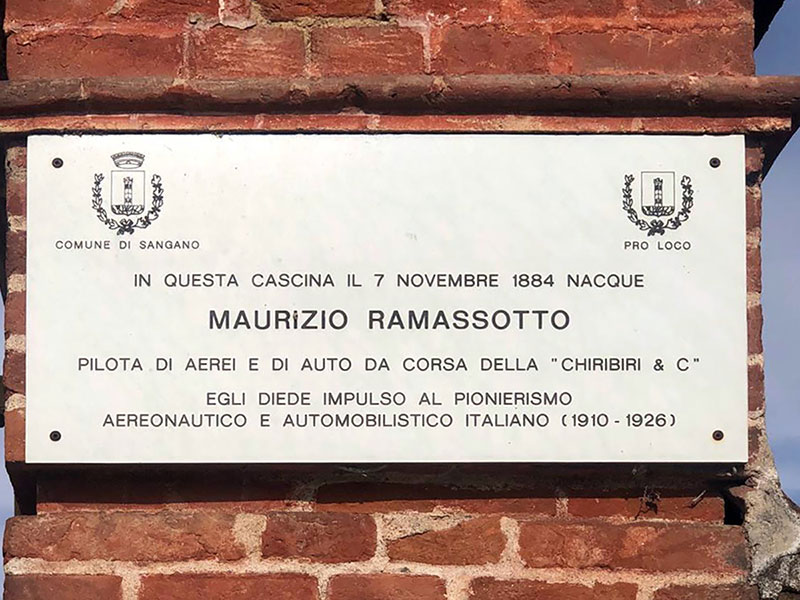 COMUNE DI SANGANO
PRO LOCO
IN QUESTA CASCINA IL 7 NOVEMBRE 1884 NACQUE
MAURIZIO RAMASSOTTO
PILOTA DI AEREI E DI AUTO DA CORSA DELLA "CHIRIBIRI & C"
EGLI DIEDE IMPULSO AL PIONIERISMO
AEREONAUTICO E AUTOMOBILISTICO ITALIANO (1910 - 1926)